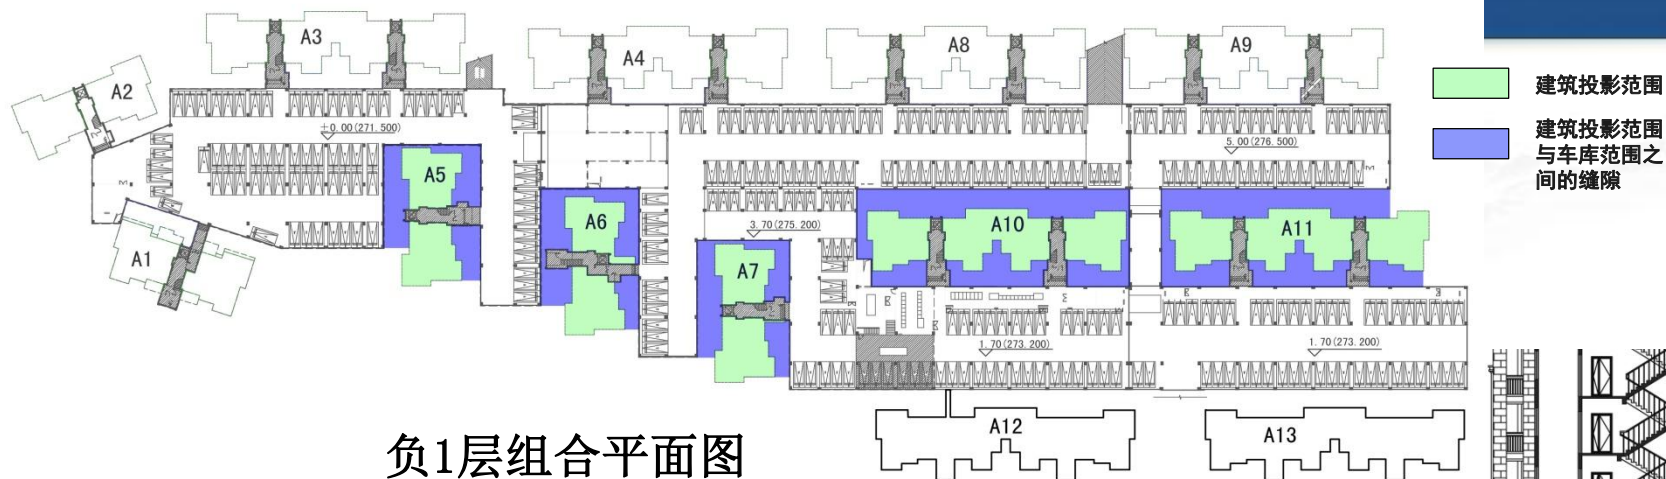 A3
A4
A8
A9
A2
建筑投影范围
±0.00(271.500)
5.00(276.500)
建筑投影范围
与车库范围之
间的缝隙
A5
A6
3.70(275.200)
A10
A11
A1
A7
1.70(273.200)
1.70(273.200)
A12
A13
负1层组合平面图